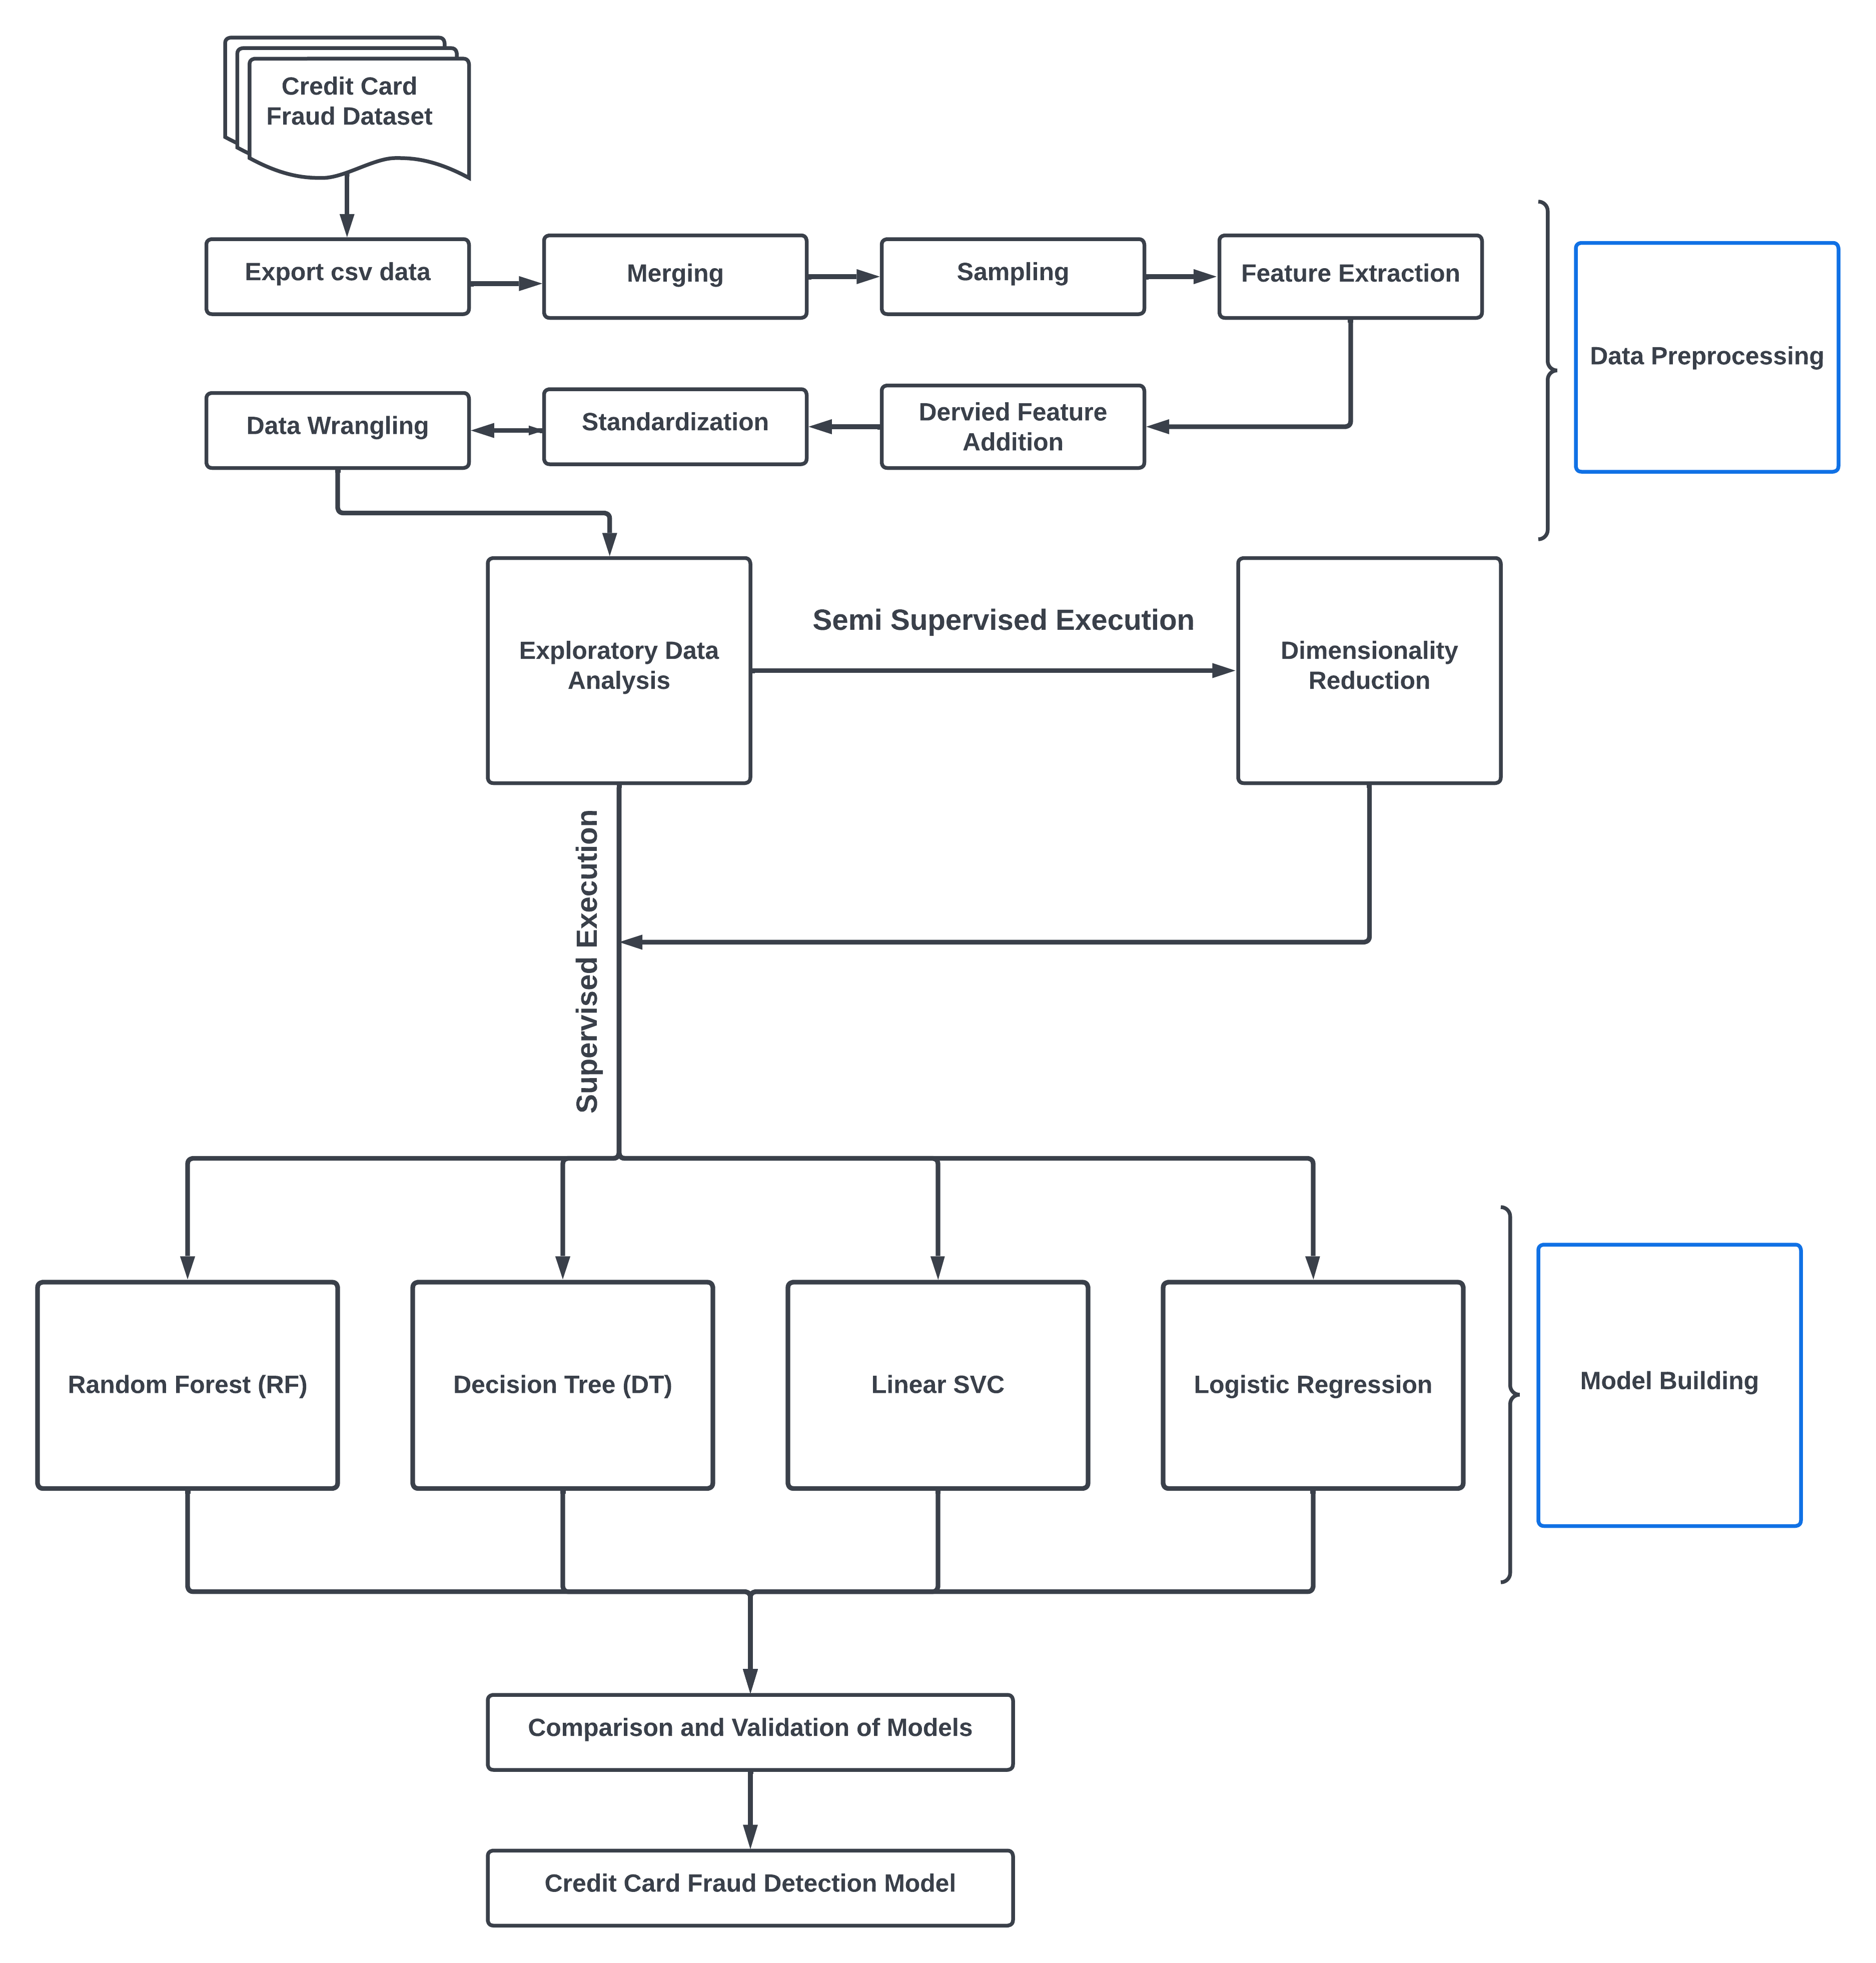 Credit Card
Fraud Dataset
Export csv data
Merging
Sampling
Feature Extraction
Data Preprocessing
Data Wrangling
Standardization
Dervied Feature
Addition
Exploratory Data
Analysis
Semi Supervised Execution
Dimensionality
Reduction
Supervised Execution
Random Forest (RF)
Decision Tree (DT)
Linear SVC
Logistic Regression
Model Building
Comparison and Validation of Models
Credit Card Fraud Detection Model